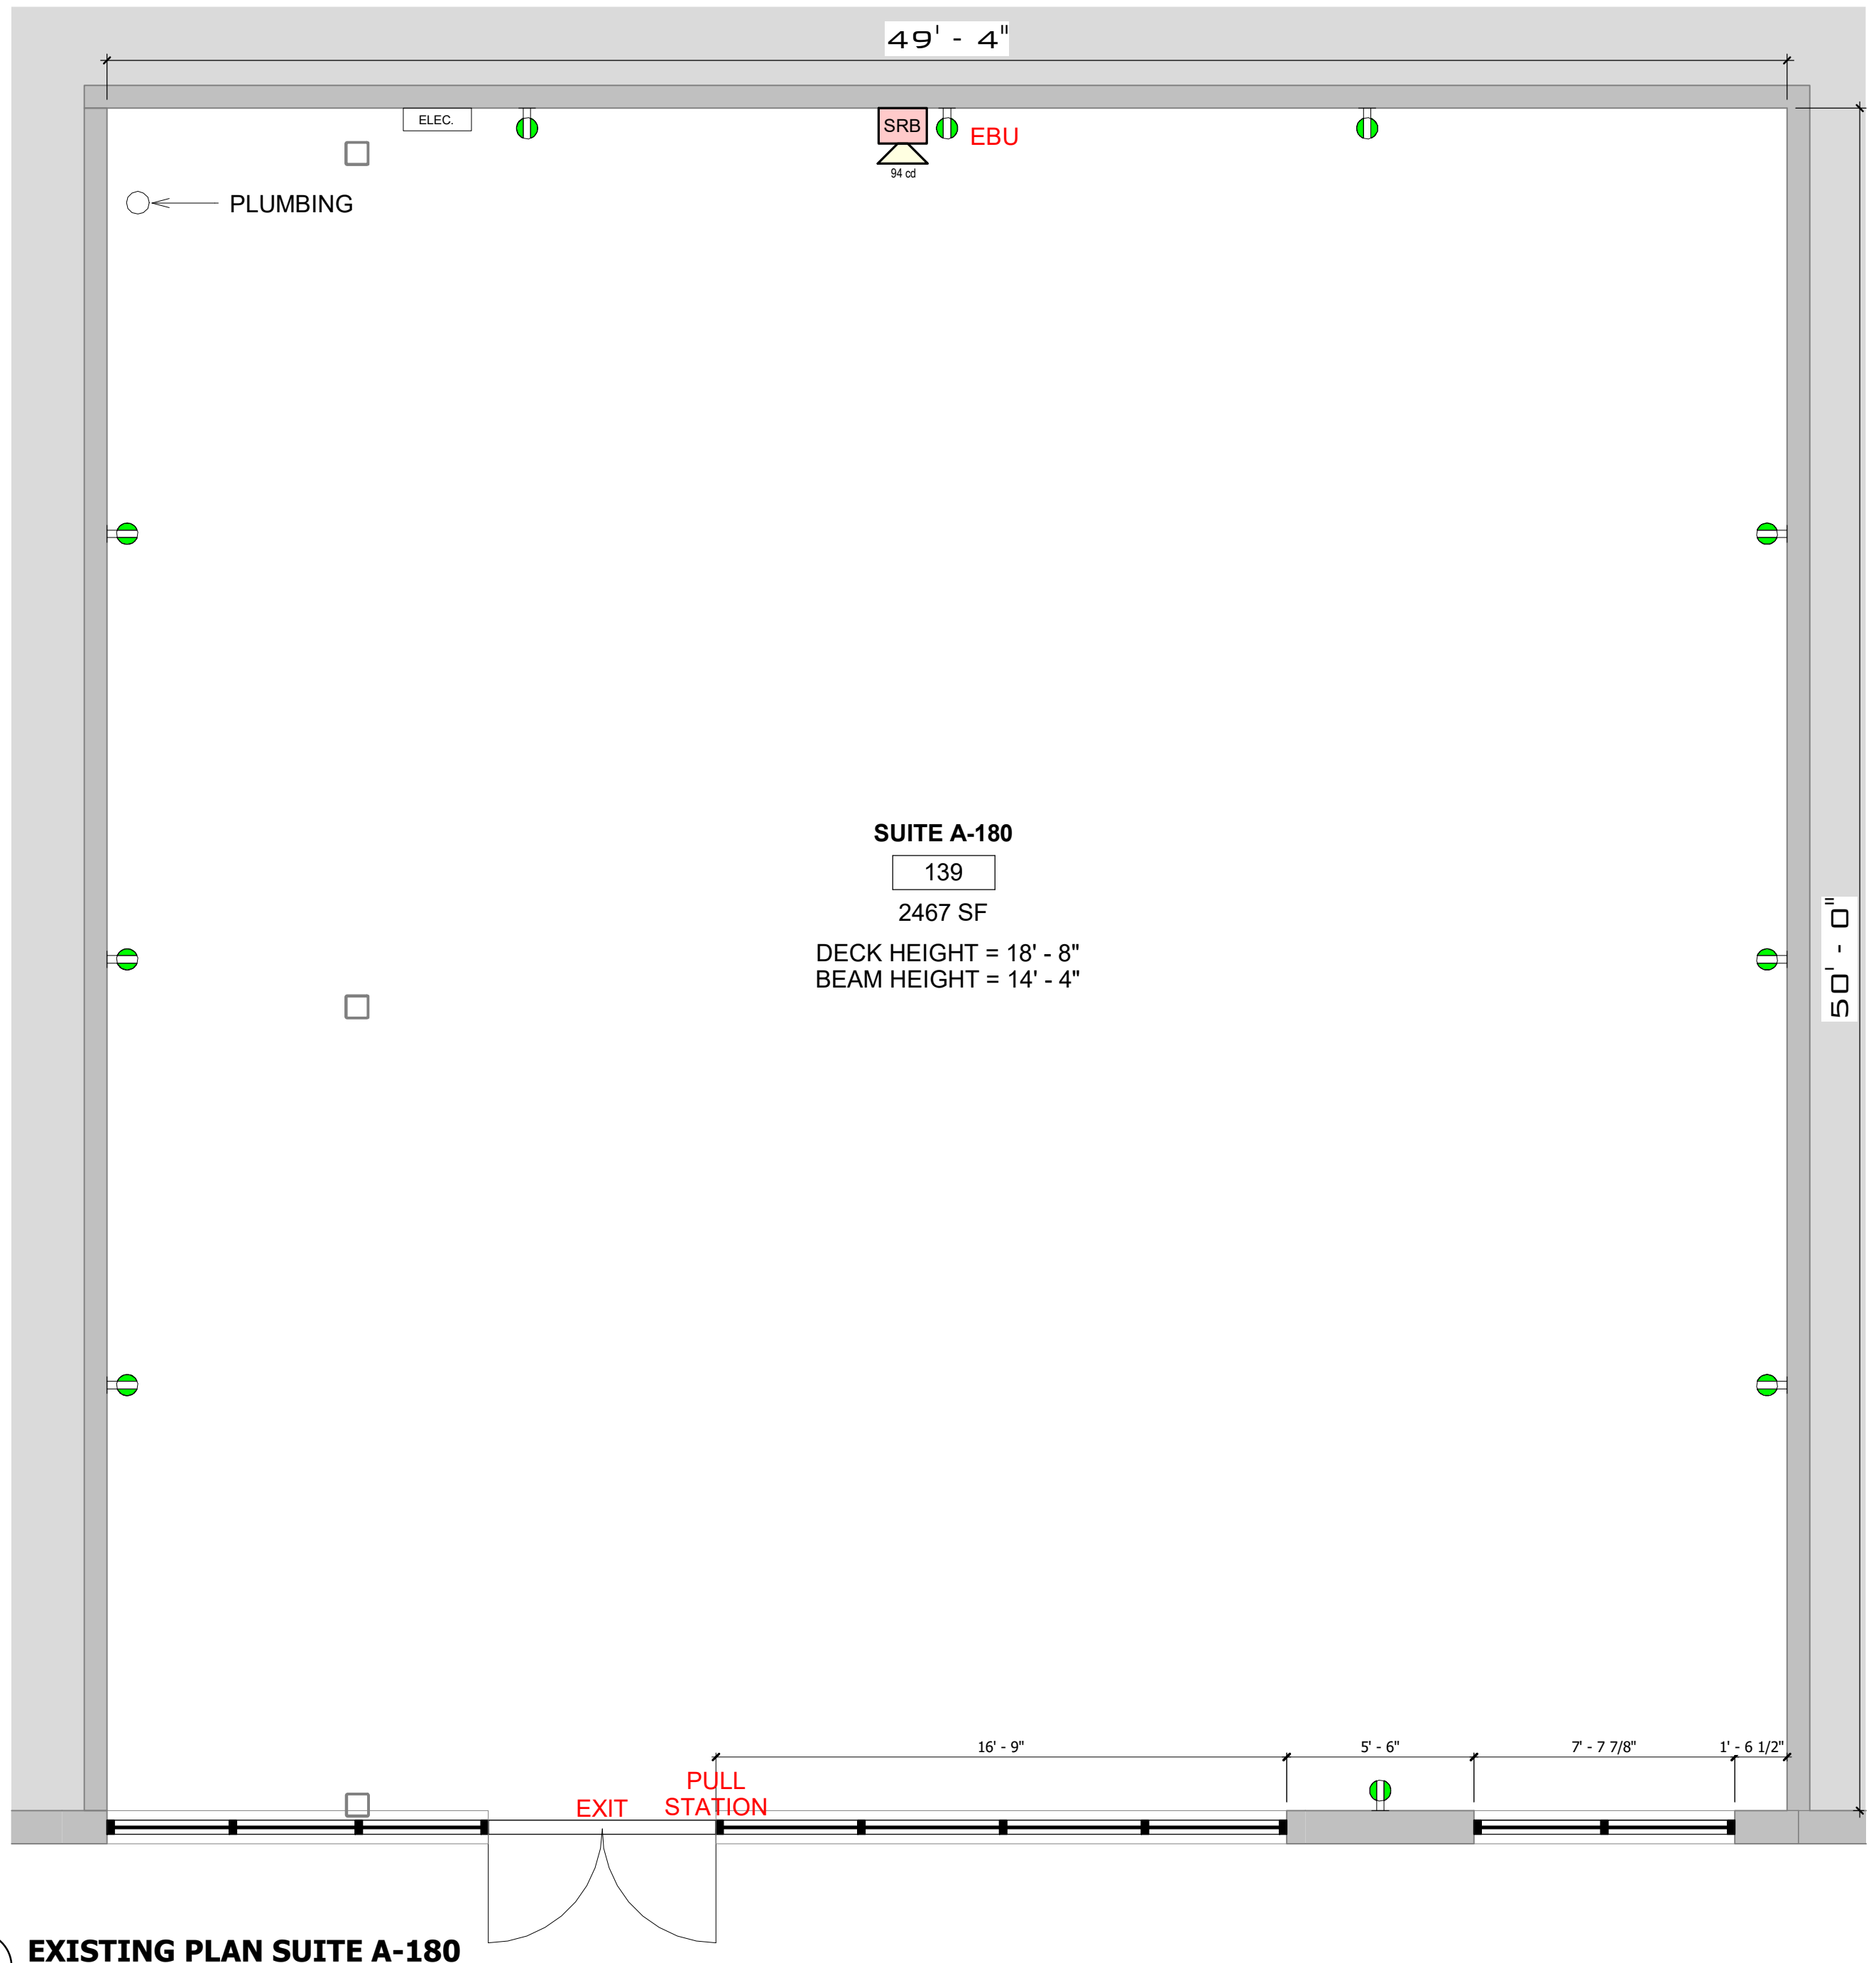 49' - 4"
ELEC.
SRB
EBU
94 cd
PLUMBING
SUITE A-180
139
2467 SF
DECK HEIGHT = 18' - 8"
BEAM HEIGHT = 14' - 4"
50' - 0"
16' - 9"
5' - 6"
7' - 7 7/8"
1' - 6 1/2"
PULL
STATION
EXIT
EXISTING PLAN SUITE A-180